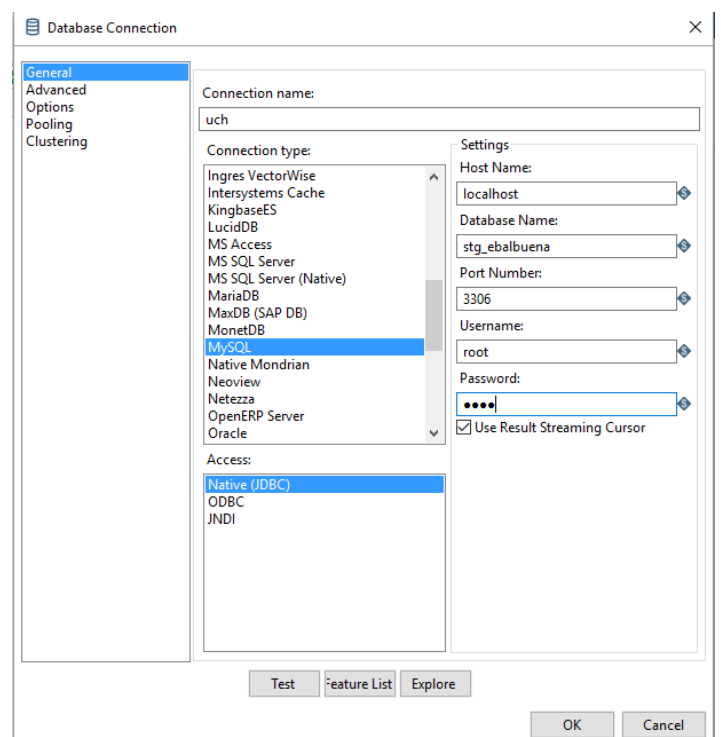 Database Connection
General
Advanced
Options
Pooling
Clustering
Connection name:
uch
Connection type:
Ingres VectorWise
Intersystems Cache
KingbaseES
LucidDB
MS Access
MS SQL Server
MS SQL Server (Native)
MariaDB
MaxDB (SAP DB)
MonetDB
MySQL
Native Mondrian
Neoview
Netezza
OpenERP Server
Oracle
Access:
Native (JDBC)
ODBC
JNDI
Settings
Host Name:
localhost
Database Name:
stg_ebalbuena
Port Number:
3306
Username:
root
Password:
••••
Use Result Streaming Cursor
Test
Feature List
Explore
OK
Cancel